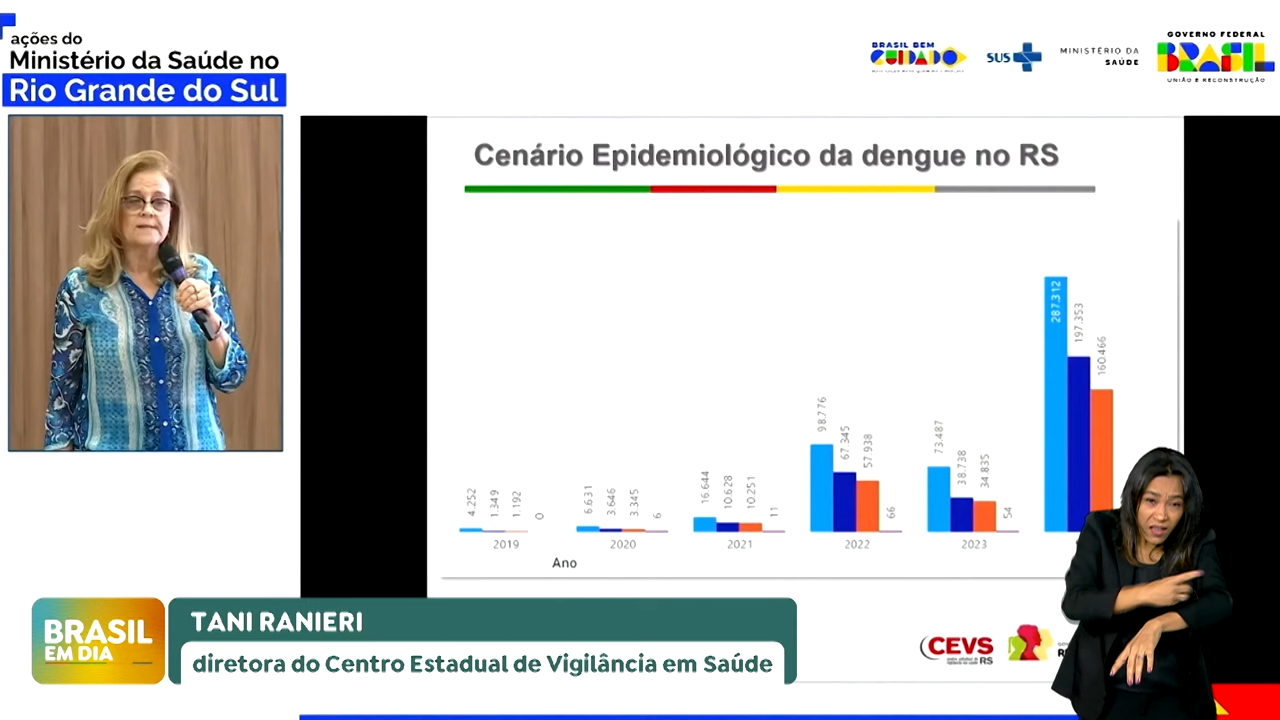 ações do
Ministério da Saúde no
Rio Grande do Sul
BRASIL BEM
CUIDADO
SUS
MINISTÉRIO DA
SAÚDE
GOVERNO FEDERAL
BRASIL
UNIÃO E RECONSTRUÇÃO
Cenário Epidemiológico da dengue no RS
4.252
1.349
1.192
0
6.631
3.646
3.345
6
16.644
10.628
10.251
11
98.776
67.345
57.938
66
73.487
38.738
34.835
54
287.312
197.353
160.466
2019
2020
2021
2022
2023
Ano
BRASIL
EM DIA
TANI RANIERI
diretora do Centro Estadual de Vigilância em Saúde
CEVS
RS